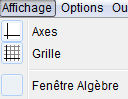 Affichage Options Ou
Axes
Grille
Fenêtre Algèbre